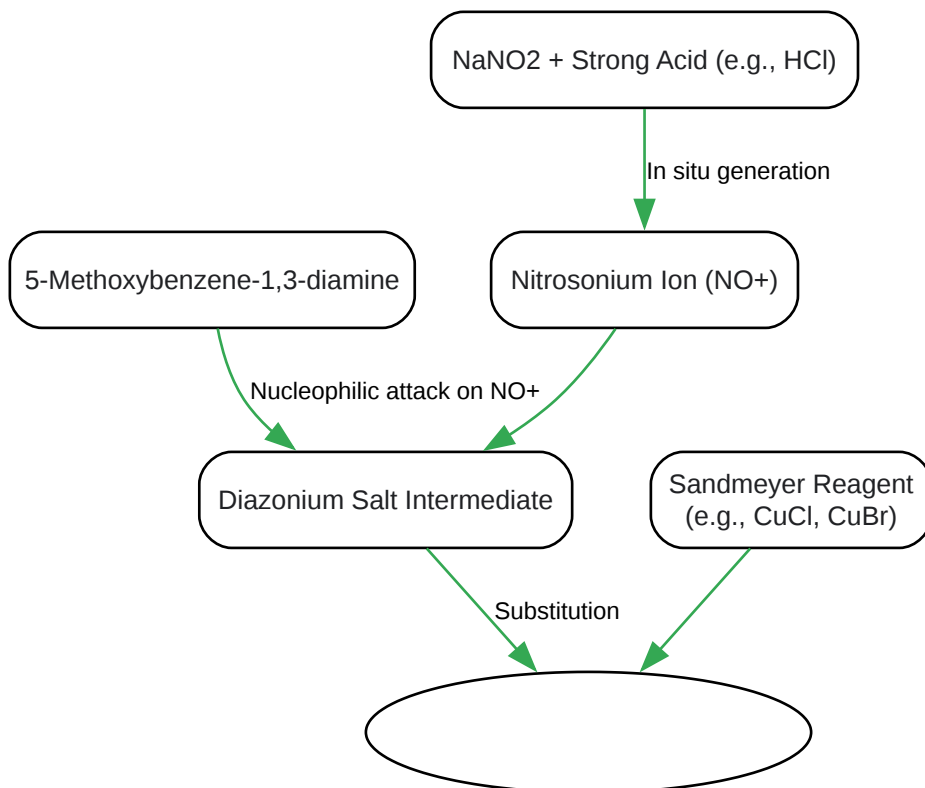 NaNO2 + Strong Acid (e.g., HCl)
In situ generation
5-Methoxybenzene-1,3-diamine
Nitrosonium Ion (NO+)
Nucleophilic attack on NO+
Diazonium Salt Intermediate
Sandmeyer Reagent
(e.g., CuCl, CuBr)
Substitution